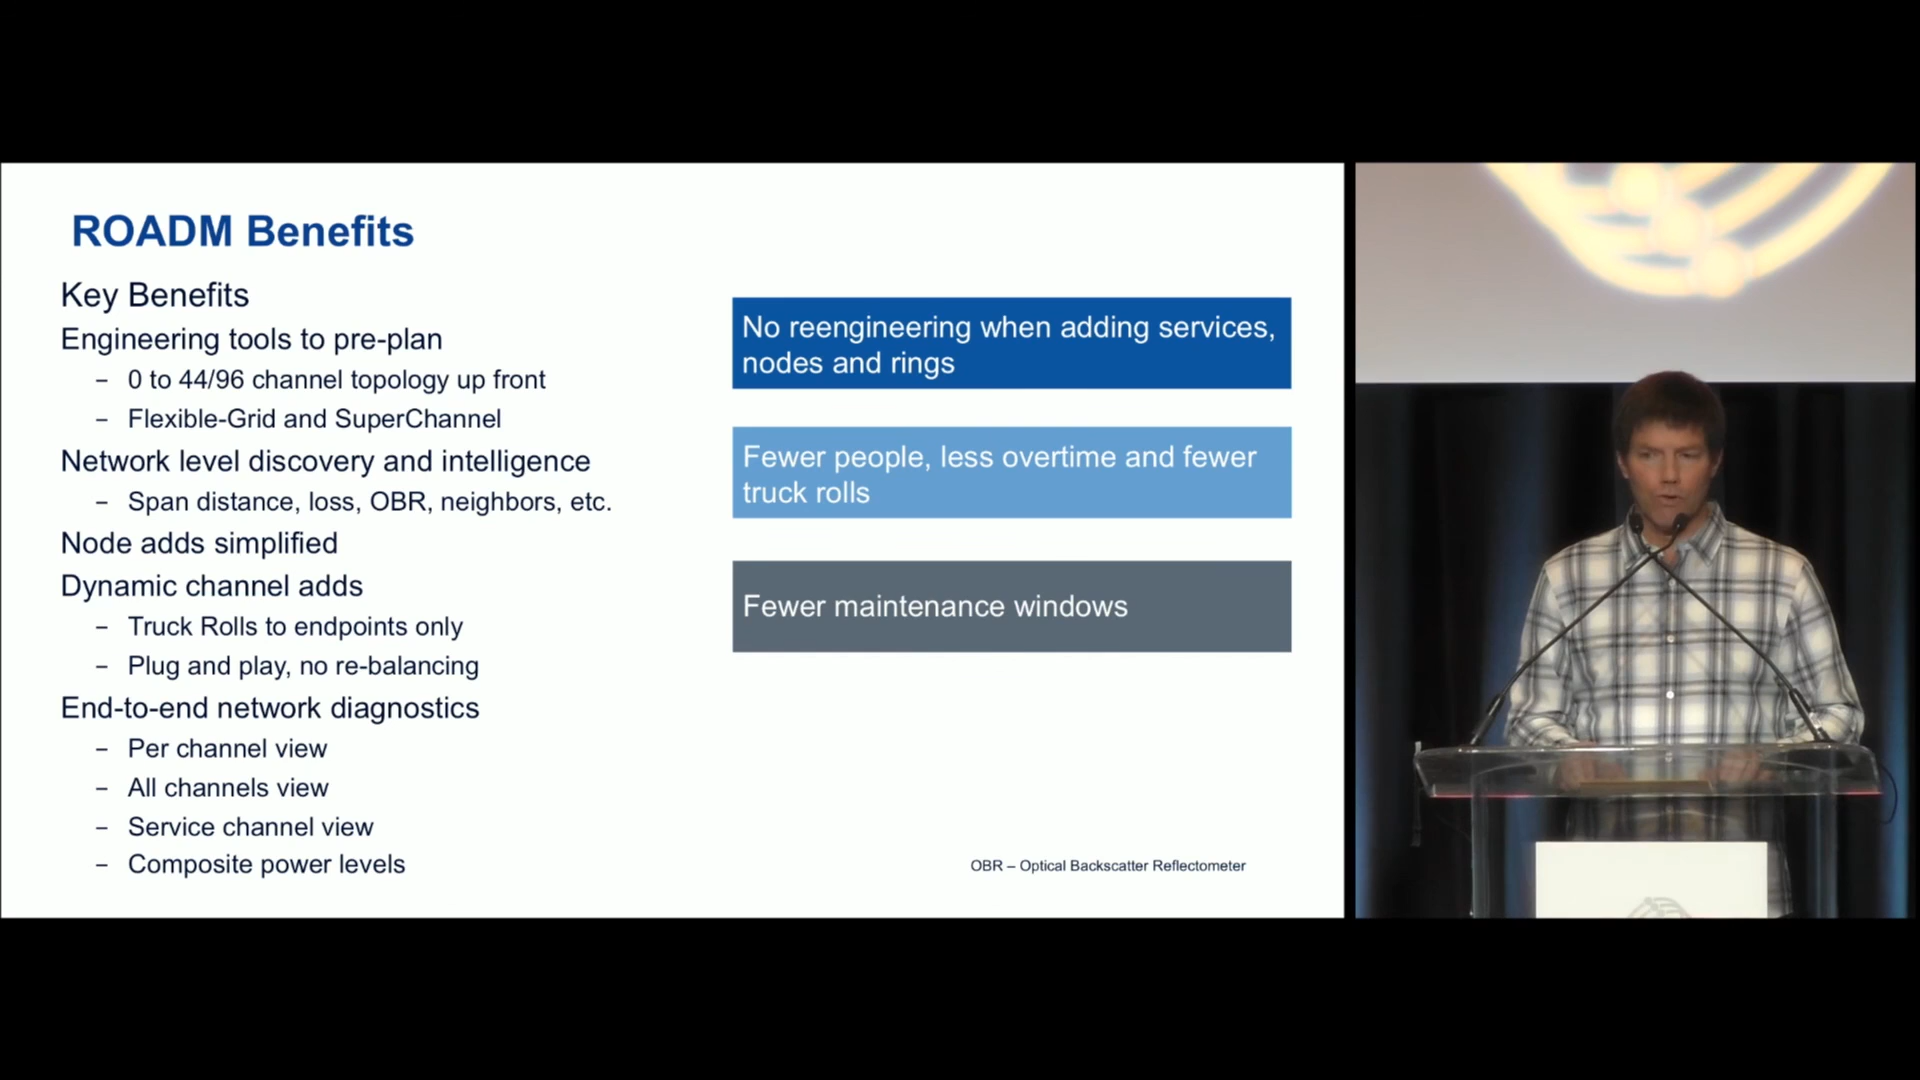 ROADM Benefits
Key Benefits
Engineering tools to pre-plan
– 0 to 44/96 channel topology up front
– Flexible-Grid and SuperChannel
Network level discovery and intelligence
– Span distance, loss, OBR, neighbors, etc.
Node adds simplified
Dynamic channel adds
– Truck Rolls to endpoints only
– Plug and play, no re-balancing
End-to-end network diagnostics
– Per channel view
– All channels view
– Service channel view
– Composite power levels
No reengineering when adding services,
nodes and rings
Fewer people, less overtime and fewer
truck rolls
Fewer maintenance windows
OBR – Optical Backscatter Reflectometer